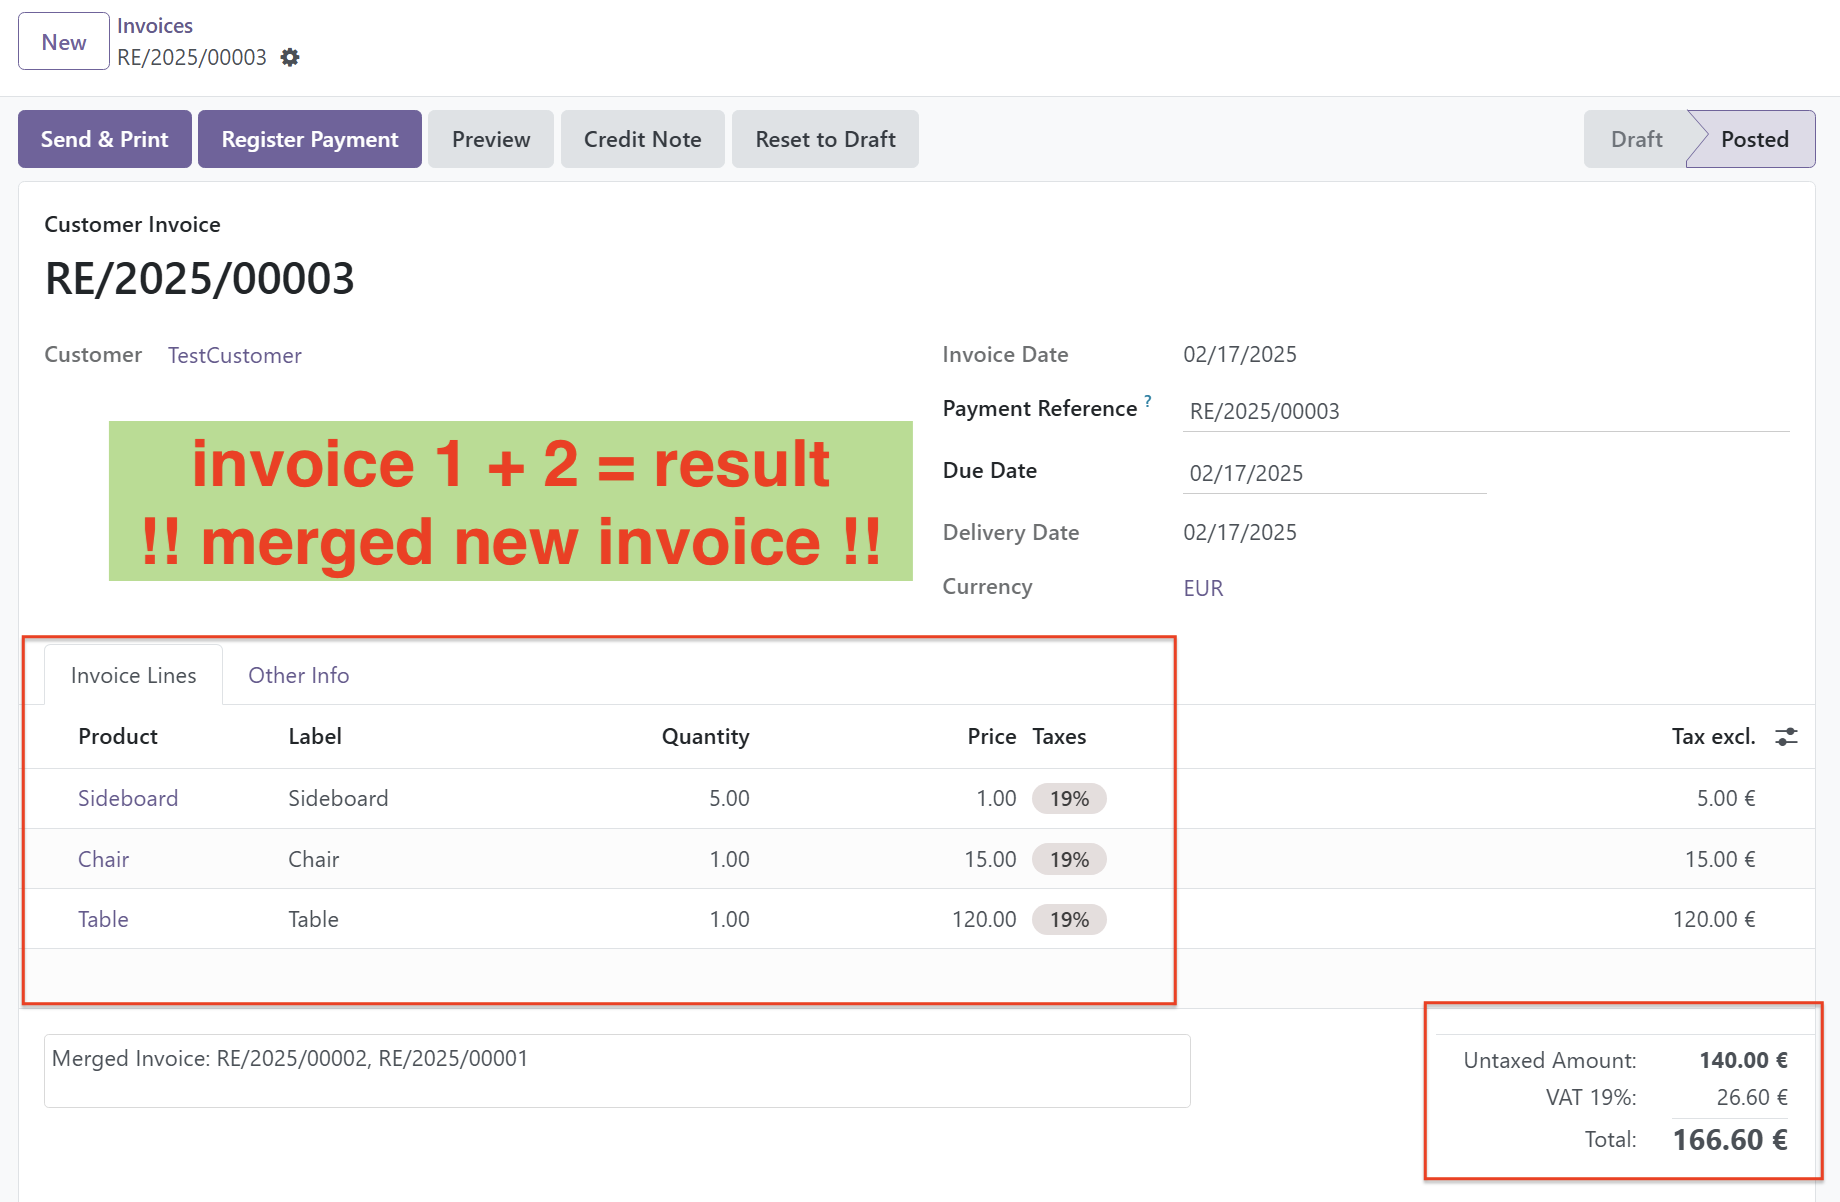 New
Invoices
RE/2025/00003
Send & Print
Register Payment
Preview
Credit Note
Reset to Draft
Draft
Posted
Customer Invoice
RE/2025/00003
Customer TestCustomer
Invoice Date 02/17/2025
Payment Reference ? RE/2025/00003
Due Date 02/17/2025
Delivery Date 02/17/2025
Currency EUR
invoice 1 + 2 = result
!! merged new invoice !!
Invoice Lines Other Info
Product Label Quantity Price Taxes Tax excl.
Sideboard Sideboard 5.00 1.00 19% 5.00 €
Chair Chair 1.00 15.00 19% 15.00 €
Table Table 1.00 120.00 19% 120.00 €
Merged Invoice: RE/2025/00002, RE/2025/00001
Untaxed Amount: 140.00 €
VAT 19%: 26.60 €
Total: 166.60 €